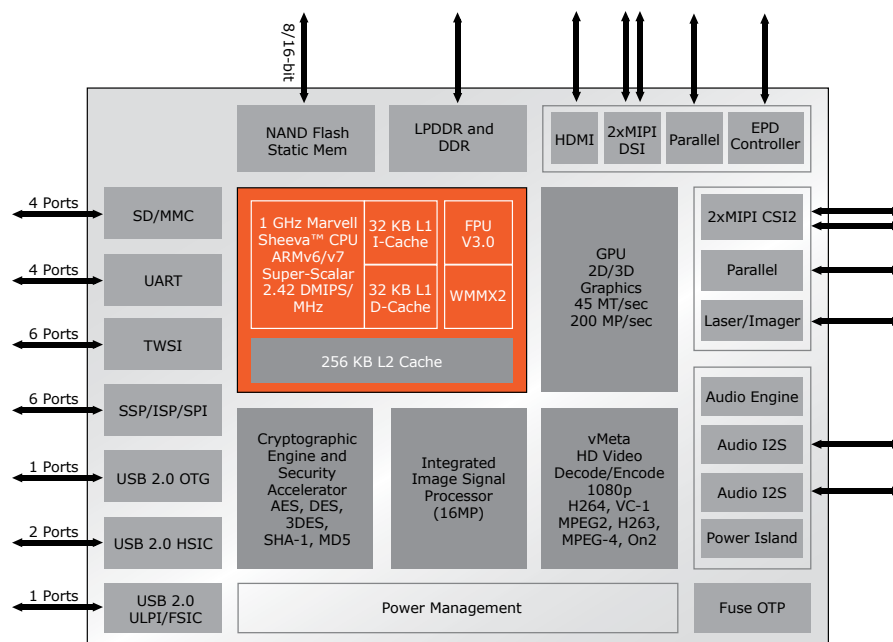 8/16-bit
NAND Flash
Static Mem
LPDDR and
DDR
HDMI
2xMIPI
DSI
Parallel
EPD
Controller
4 Ports
SD/MMC
4 Ports
UART
6 Ports
TWSI
6 Ports
SSP/ISP/SPI
1 Ports
USB 2.0 OTG
2 Ports
USB 2.0 HSIC
1 Ports
USB 2.0
ULPI/FSIC
1 GHz Marvell
Sheeva™ CPU
ARMv6/v7
Super-Scalar
2.42 DMIPS/
MHz
32 KB L1
I-Cache
32 KB L1
D-Cache
FPU
V3.0
WMMX2
256 KB L2 Cache
GPU
2D/3D
Graphics
45 MT/sec
200 MP/sec
2xMIPI CSI2
Parallel
Laser/Imager
Cryptographic
Engine and
Security
Accelerator
AES, DES,
3DES,
SHA-1, MD5
Integrated
Image Signal
Processor
(16MP)
vMeta
HD Video
Decode/Encode
1080p
H264, VC-1
MPEG2, H263,
MPEG-4, On2
Audio Engine
Audio I2S
Audio I2S
Power Island
Power Management
Fuse OTP